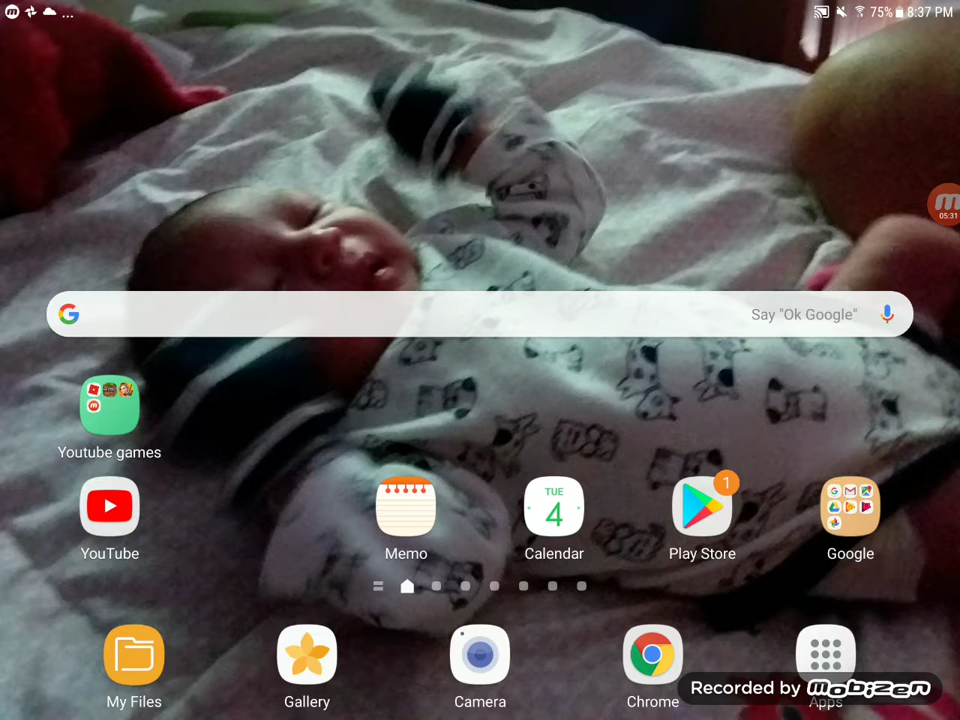 ... 75% 8:37 PM
05:31
Say "Ok Google"
Youtube games
TUE
4
1
YouTube
Memo
Calendar
Play Store
Google
My Files
Gallery
Camera
Chrome
Apps
Recorded by mobizen